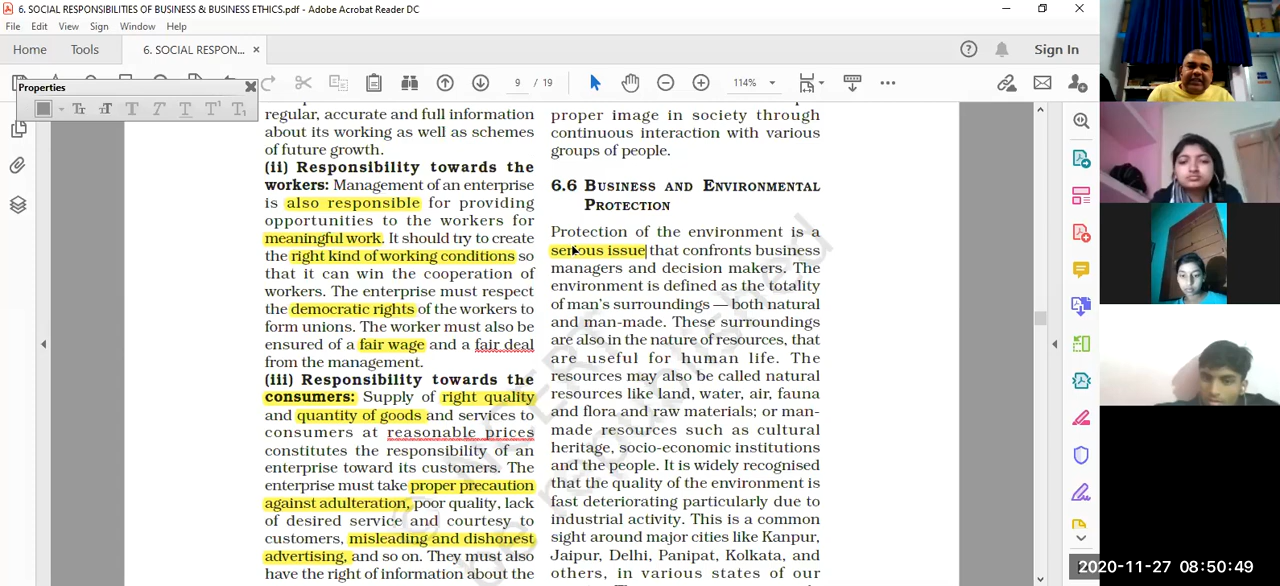 6. SOCIAL RESPONSIBILITIES OF BUSINESS & BUSINESS ETHICS.pdf - Adobe Acrobat Reader DC
File Edit View Sign Window Help
Home Tools 6. SOCIAL RESPON... × Sign In
Properties
9 / 19 114%
regular, accurate and full information
about its working as well as schemes
of future growth.
(ii) Responsibility towards the
workers: Management of an enterprise
is also responsible for providing
opportunities to the workers for
meaningful work. It should try to create
the right kind of working conditions so
that it can win the cooperation of
workers. The enterprise must respect
the democratic rights of the workers to
form unions. The worker must also be
ensured of a fair wage and a fair deal
from the management.
(iii) Responsibility towards the
consumers: Supply of right quality
and quantity of goods and services to
consumers at reasonable prices
constitutes the responsibility of an
enterprise toward its customers. The
enterprise must take proper precaution
against adulteration, poor quality, lack
of desired service and courtesy to
customers, misleading and dishonest
advertising, and so on. They must also
have the right of information about the
proper image in society through
continuous interaction with various
groups of people.
6.6 BUSINESS AND ENVIRONMENTAL
PROTECTION
Protection of the environment is a
serious issue that confronts business
managers and decision makers. The
environment is defined as the totality
of man's surroundings — both natural
and man-made. These surroundings
are also in the nature of resources, that
are useful for human life. The
resources may also be called natural
resources like land, water, air, fauna
and flora and raw materials; or man-
made resources such as cultural
heritage, socio-economic institutions
and the people. It is widely recognised
that the quality of the environment is
fast deteriorating particularly due to
industrial activity. This is a common
sight around major cities like Kanpur,
Jaipur, Delhi, Panipat, Kolkata, and
others, in various states of our
2020-11-27 08:50:49